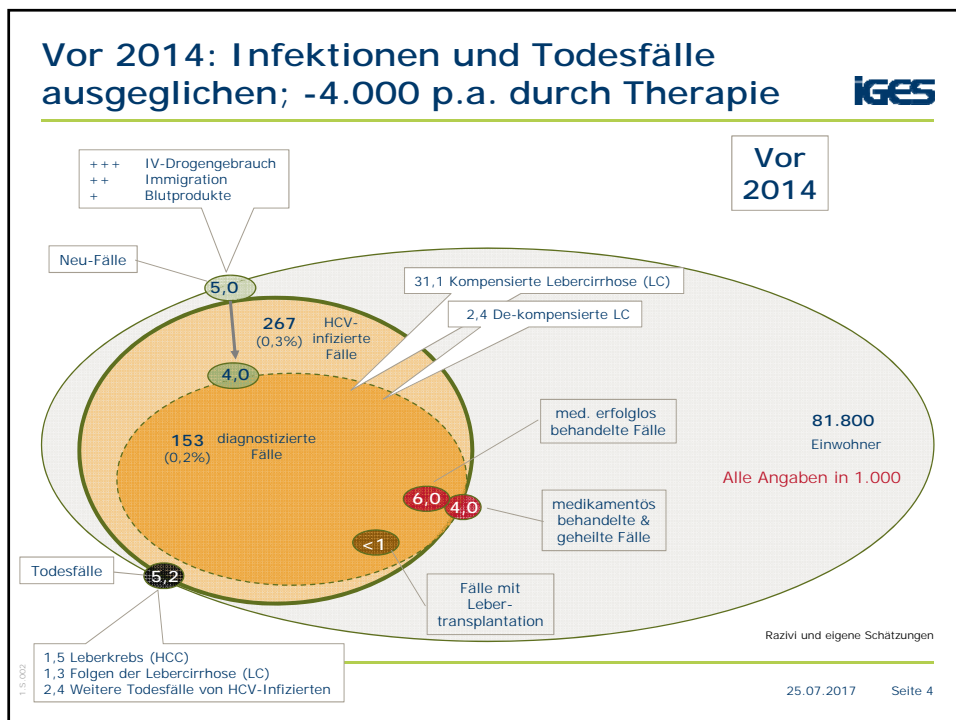 Vor 2014: Infektionen und Todesfälle
ausgeglichen; -4.000 p.a. durch Therapie
iGES
+++ IV-Drogengebrauch
++ Immigration
+ Blutprodukte
Vor
2014
Neu-Fälle
5,0
31,1 Kompensierte Lebercirrhose (LC)
2,4 De-kompensierte LC
267
(0,3%)
HCV-
infizierte
Fälle
4,0
153
(0,2%)
diagnostizierte
Fälle
med. erfolglos
behandelte Fälle
81.800
Einwohner
Alle Angaben in 1.000
6,0
4,0
medikamentös
behandelte &
geheilte Fälle
<1
Todesfälle
5,2
Fälle mit
Leber-
transplantation
Razivi und eigene Schätzungen
1,5 Leberkrebs (HCC)
1,3 Folgen der Lebercirrhose (LC)
2,4 Weitere Todesfälle von HCV-Infizierten
1.S.002
25.07.2017 Seite 4